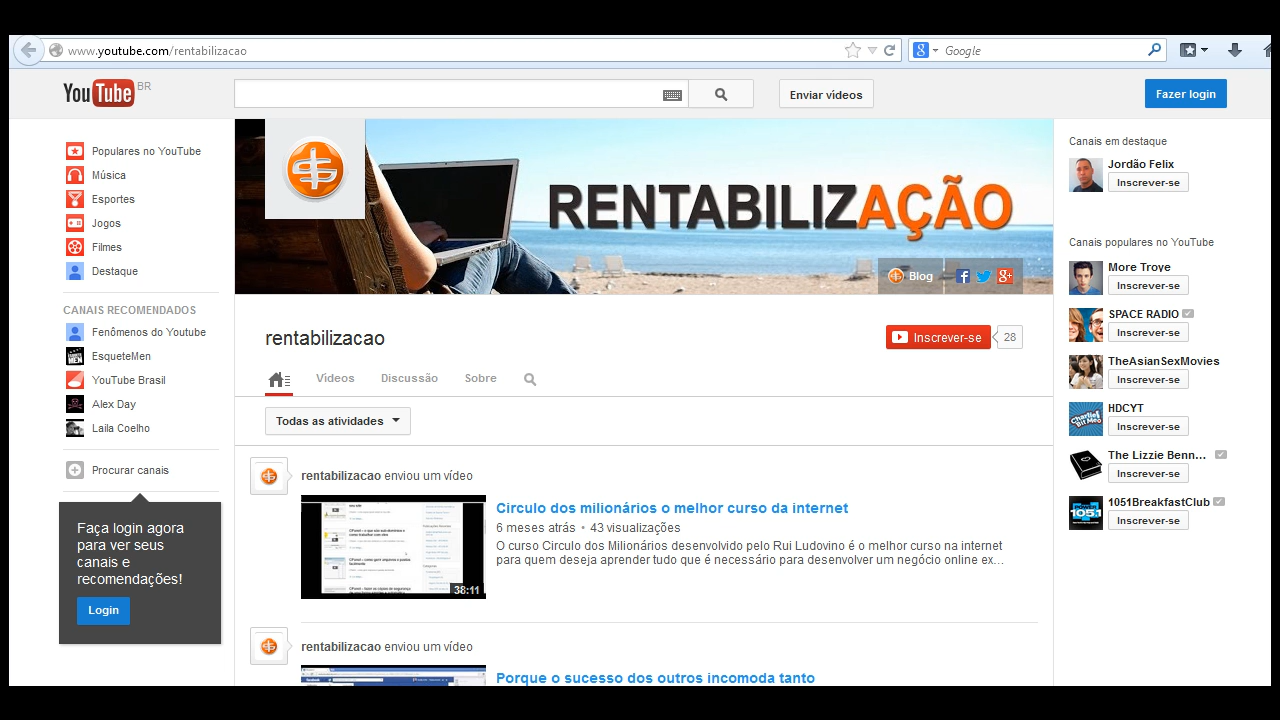 www.youtube.com/rentabilizacao
Google
YouTube BR
Enviar vídeos
Fazer login
Populares no YouTube
Música
Esportes
Jogos
Filmes
Destaque
CANAIS RECOMENDADOS
Fenômenos do Youtube
EsqueteMen
YouTube Brasil
Alex Day
Laila Coelho
Procurar canais
Faça login agora
para ver seus
canais e
recomendações!
Login
RENTABILIZAÇÃO
Blog
rentabilizacao
Inscrever-se
28
Vídeos
Discussão
Sobre
Todas as atividades
rentabilizacao enviou um vídeo
38:11
Circulo dos milionários o melhor curso da internet
6 meses atrás • 43 visualizações
O curso Circulo dos Milionários desenvolvido pelo Rui Ludovino é o melhor curso na internet
para quem deseja aprender tudo que é necessário para desenvolver um negócio online ex...
rentabilizacao enviou um vídeo
Porque o sucesso dos outros incomoda tanto
Canais em destaque
Jordão Felix
Inscrever-se
Canais populares no YouTube
More Troye
Inscrever-se
SPACE RADIO
Inscrever-se
TheAsianSexMovies
Inscrever-se
HDCYT
Inscrever-se
Charlie Bit Me!
The Lizzie Benn...
Inscrever-se
1051BreakfastClub
Inscrever-se
105.1